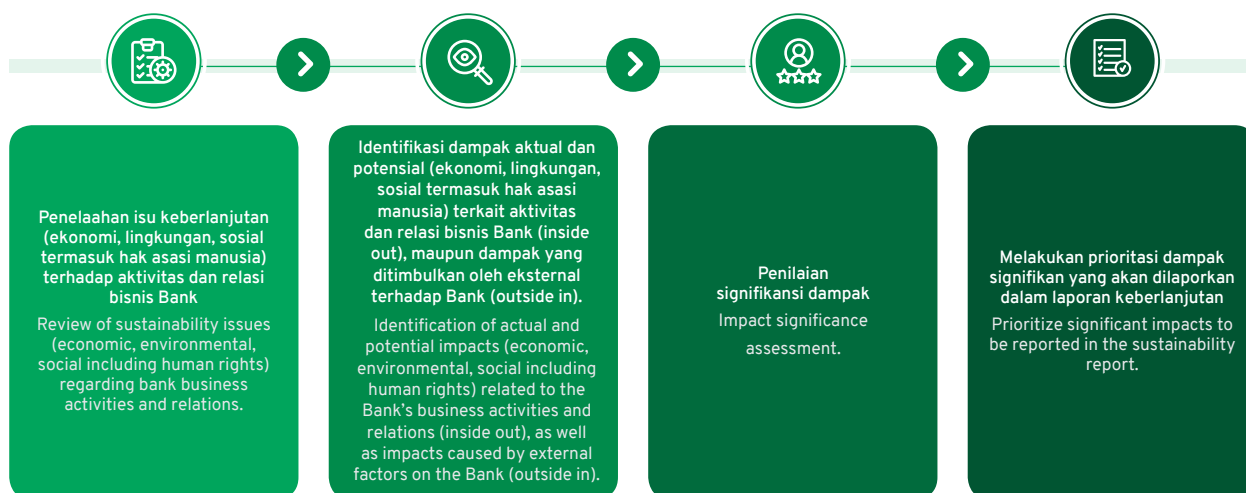 Penelaahan isu keberlanjutan
(ekonomi, lingkungan, sosial
termasuk hak asasi manusia)
terhadap aktivitas dan relasi
bisnis Bank
Review of sustainability issues
(economic, environmental,
social including human rights)
regarding bank business
activities and relations.
Identifikasi dampak aktual dan
potensial (ekonomi, lingkungan,
sosial termasuk hak asasi
manusia) terkait aktivitas
dan relasi bisnis Bank (inside
out), maupun dampak yang
ditimbulkan oleh eksternal
terhadap Bank (outside in).
Identification of actual and
potential impacts (economic,
environmental, social including
human rights) related to the
Bank's business activities and
relations (inside out), as well
as impacts caused by external
factors on the Bank (outside in).
Penilaian
signifikansi dampak
Impact significance
assessment.
Melakukan prioritasi dampak
signifikan yang akan dilaporkan
dalam laporan keberlanjutan
Prioritize significant impacts to
be reported in the sustainability
report.